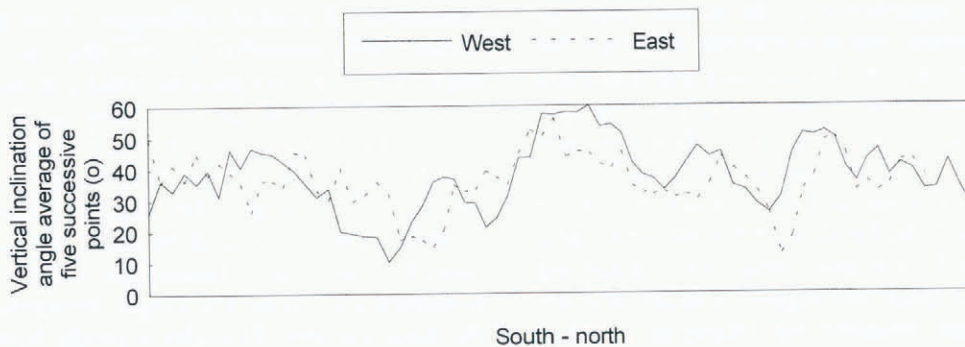 West East
Vertical inclination
angle average of
five successive
points (o)
60
50
40
30
20
10
0
South - north